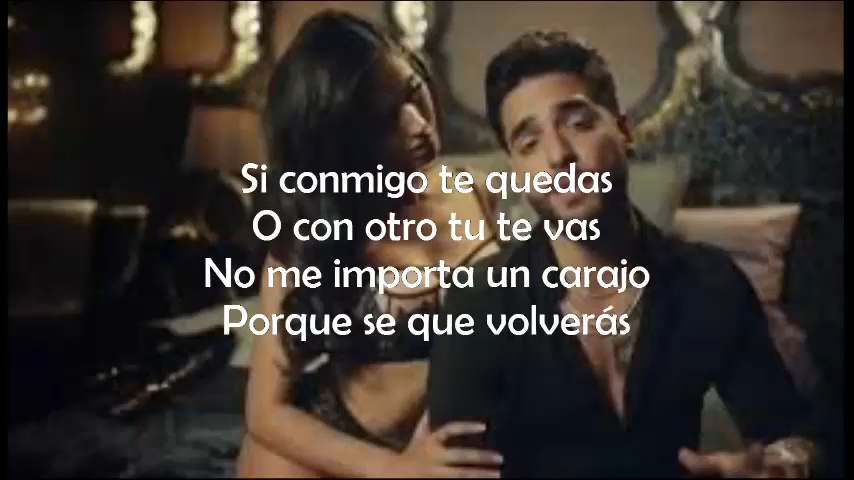 Si conmigo te quedas
O con otro tu te vas
No me importa un carajo
Porque se que volverás